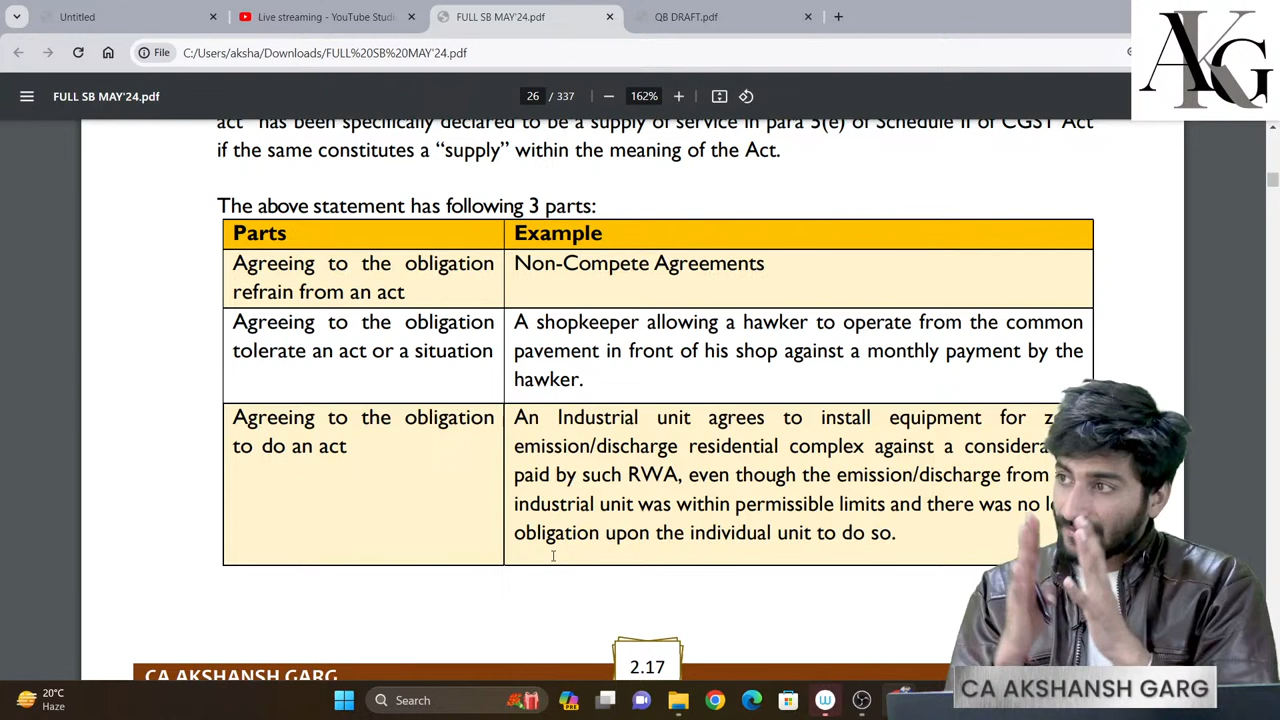 Untitled
Live streaming - YouTube Studi
FULL SB MAY'24.pdf
QB DRAFT.pdf
File
C:/Users/aksha/Downloads/FULL%20SB%20MAY'24.pdf
AKG
FULL SB MAY'24.pdf
26 / 337
162%
act" has been specifically declared to be a supply of service in para 5(e) of Schedule II of CGST Act
if the same constitutes a “supply” within the meaning of the Act.
The above statement has following 3 parts:
Parts
Example
Agreeing to the obligation
refrain from an act
Non-Compete Agreements
Agreeing to the obligation
tolerate an act or a situation
A shopkeeper allowing a hawker to operate from the common
pavement in front of his shop against a monthly payment by the
hawker.
Agreeing to the obligation
to do an act
An Industrial unit agrees to install equipment for
emission/discharge residential complex against a
paid by such RWA, even though the emission/discharge from
industrial unit was within permissible limits and there was no
obligation upon the individual unit to do so.
2.17
CA AKSHANSH GARG
CA AKSHANSH GARG
20°C
Haze
Search